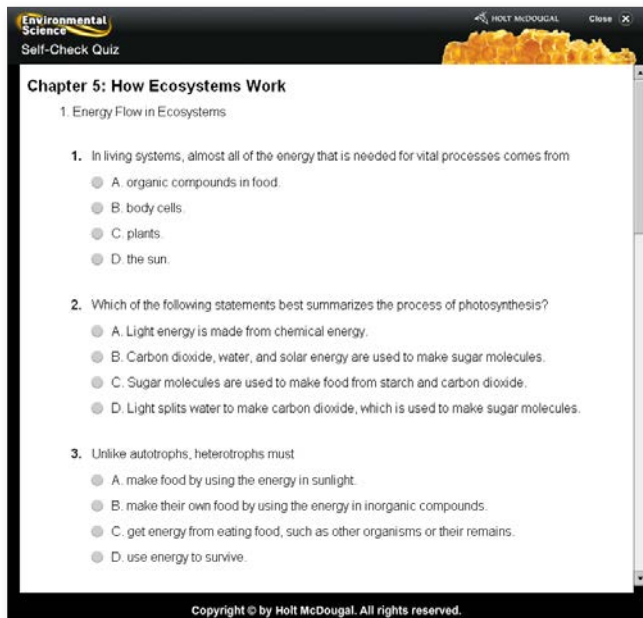 Environmental
Science
HOLT McDOUGAL
Close X
Self-Check Quiz
Chapter 5: How Ecosystems Work
1. Energy Flow in Ecosystems
1. In living systems, almost all of the energy that is needed for vital processes comes from
A. organic compounds in food.
B. body cells.
C. plants.
D. the sun.
2. Which of the following statements best summarizes the process of photosynthesis?
A. Light energy is made from chemical energy.
B. Carbon dioxide, water, and solar energy are used to make sugar molecules.
C. Sugar molecules are used to make food from starch and carbon dioxide.
D. Light splits water to make carbon dioxide, which is used to make sugar molecules.
3. Unlike autotrophs, heterotrophs must
A. make food by using the energy in sunlight.
B. make their own food by using the energy in inorganic compounds.
C. get energy from eating food, such as other organisms or their remains.
D. use energy to survive.
Copyright © by Holt McDougal. All rights reserved.